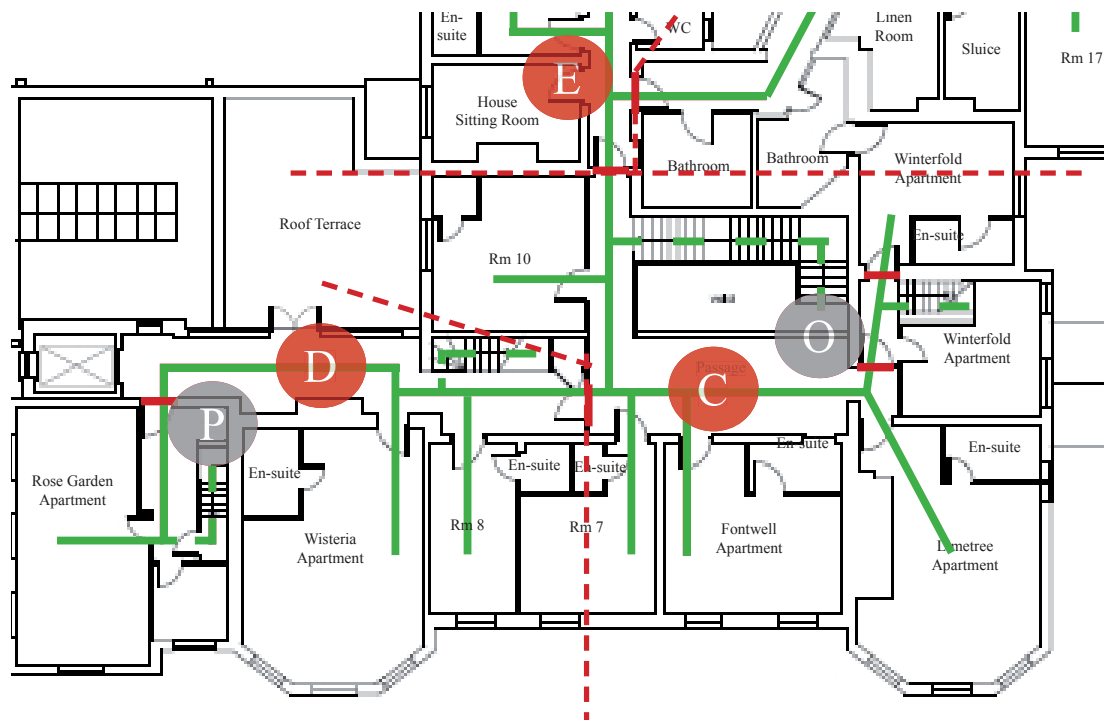 En-
suite
WC
Linen
Room
Sluice
Rm 17
E
House
Sitting Room
Bathroom
Bathroom
Winterfold
Apartment
Roof Terrace
En-suite
Rm 10
O
Winterfold
Apartment
D
Passage
C
P
En-suite
En-suite
En-suite
En-suite
En-suite
Rose Garden
Apartment
Rm 8
Rm 7
Fontwell
Apartment
Wisteria
Apartment
Limetree
Apartment